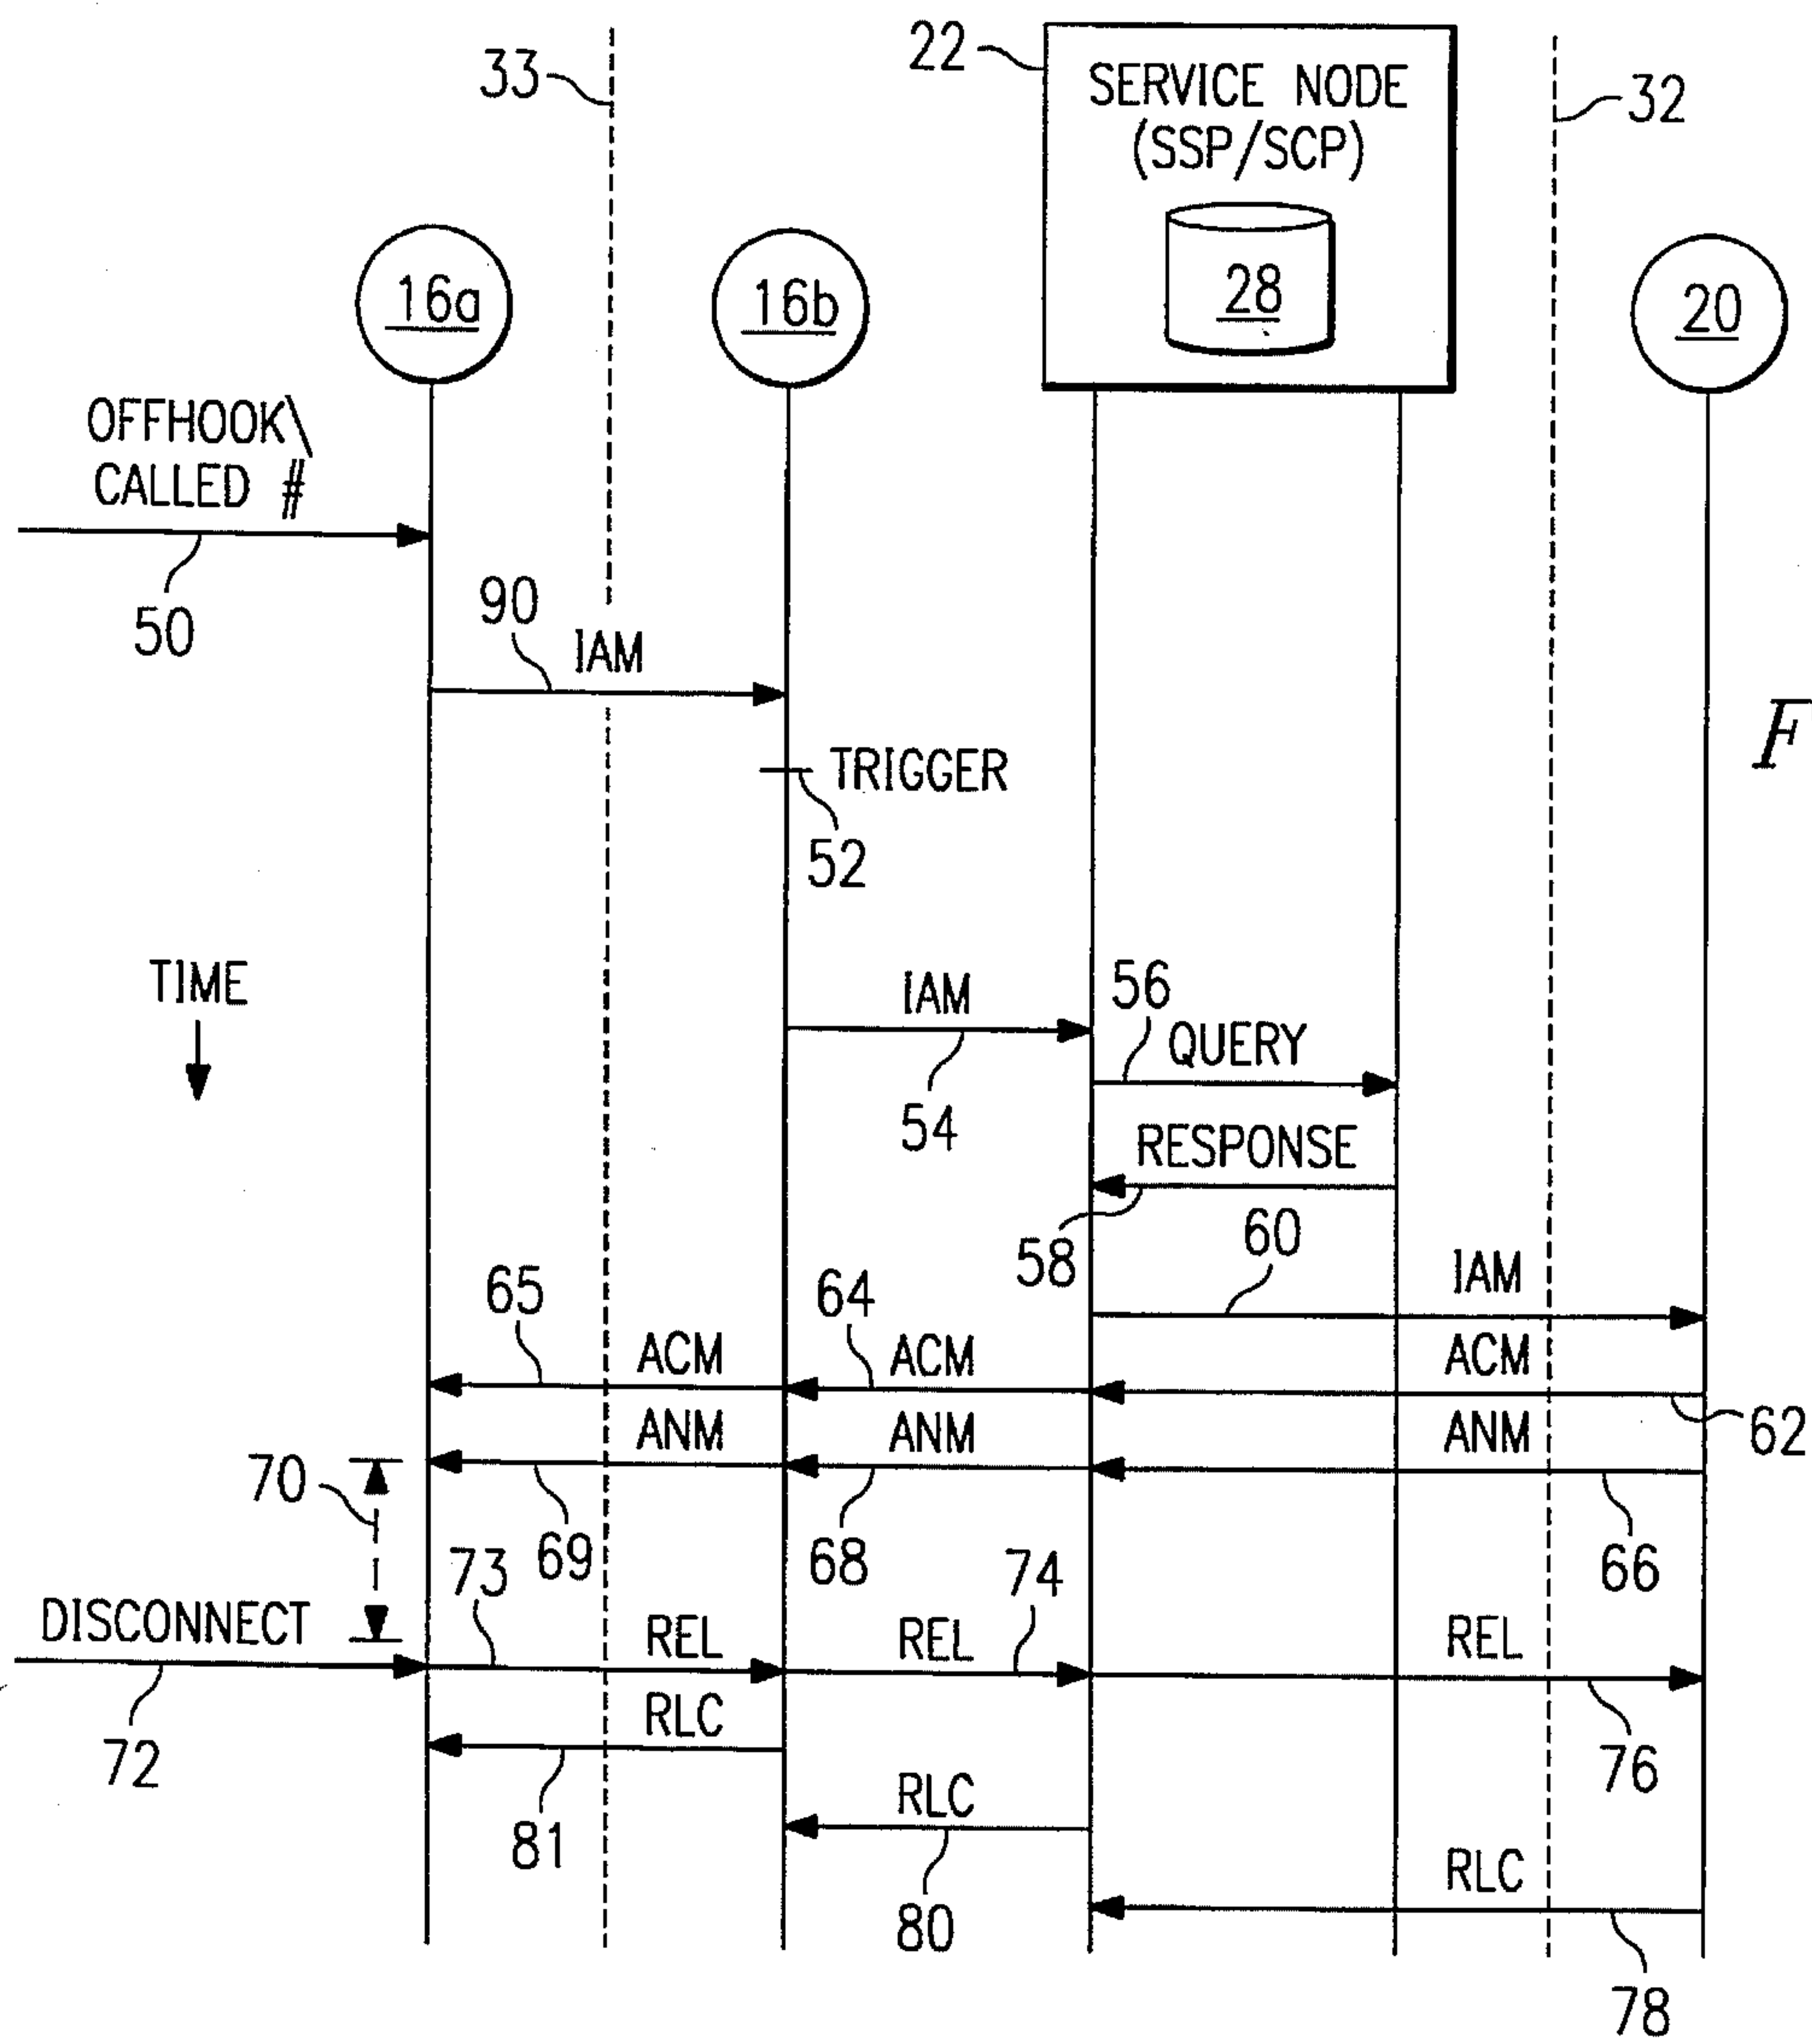 33
22
SERVICE NODE
(SSP/SCP)
32
28
16a
16b
20
OFFHOOK\
CALLED #
50
90
IAM
F
TRIGGER
52
TIME
IAM
56
QUERY
54
RESPONSE
58
60
IAM
65
64
ACM
ACM
ACM
62
ANM
ANM
ANM
70
69
68
66
73
74
DISCONNECT
REL
REL
REL
72
RLC
76
81
RLC
80
RLC
78